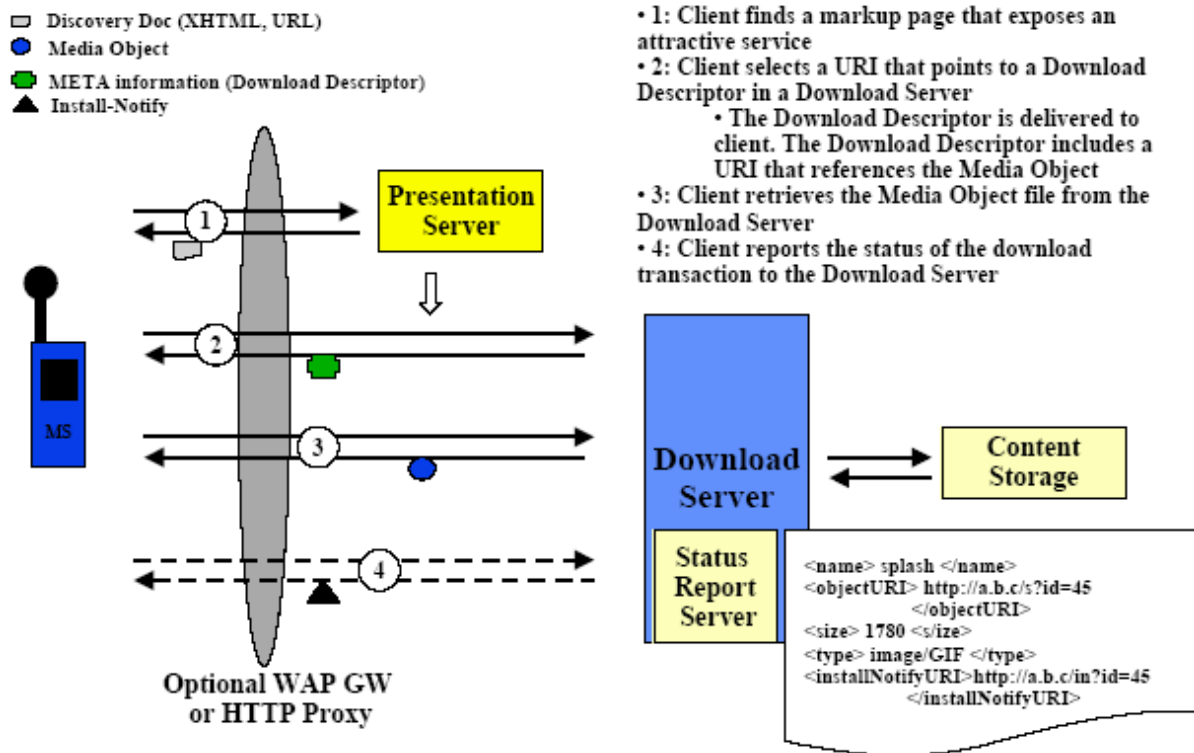 Discovery Doc (XHTML, URL)
Media Object
META information (Download Descriptor)
Install-Notify
• 1: Client finds a markup page that exposes an
attractive service
• 2: Client selects a URI that points to a Download
Descriptor in a Download Server
• The Download Descriptor is delivered to
client. The Download Descriptor includes a
URI that references the Media Object
• 3: Client retrieves the Media Object file from the
Download Server
• 4: Client reports the status of the download
transaction to the Download Server
1
Presentation
Server
2
MS
3
4
Optional WAP GW
or HTTP Proxy
Download
Server
Content
Storage
Status
Report
Server
<name> splash </name>
<objectURI> http://a.b.c/s?id=45
</objectURI>
<size> 1780 <s/ize>
<type> image/GIF </type>
<installNotifyURI>http://a.b.c/in?id=45
</installNotifyURI>